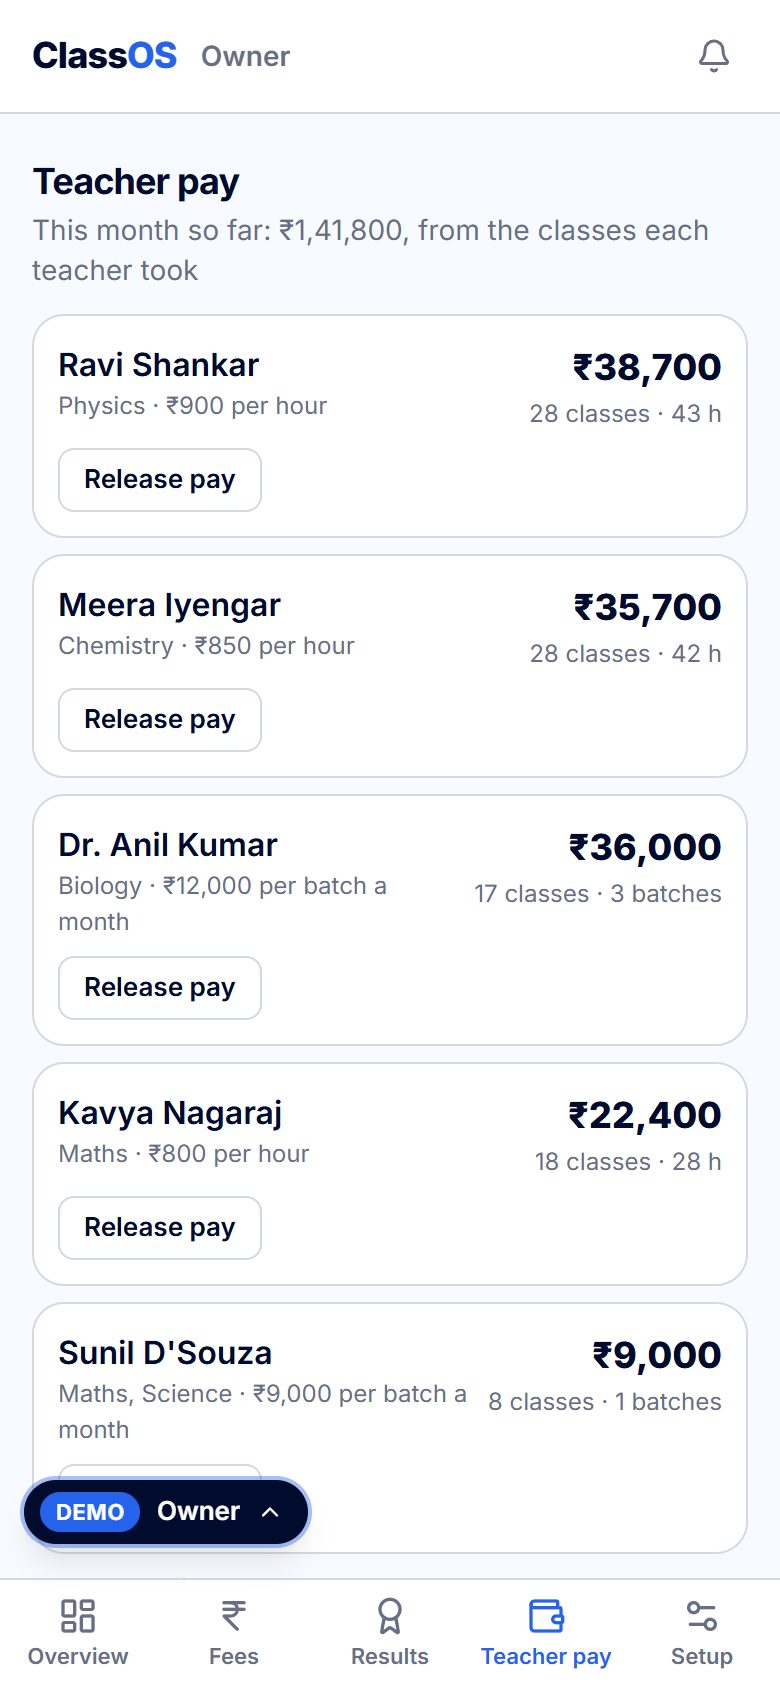 ClassOS Owner
Teacher pay
This month so far: ₹1,41,800, from the classes each
teacher took
Ravi Shankar
₹38,700
Physics · ₹900 per hour
28 classes · 43 h
Release pay
Meera Iyengar
₹35,700
Chemistry · ₹850 per hour
28 classes · 42 h
Release pay
Dr. Anil Kumar
₹36,000
Biology · ₹12,000 per batch a
month
17 classes · 3 batches
Release pay
Kavya Nagaraj
₹22,400
Maths · ₹800 per hour
18 classes · 28 h
Release pay
Sunil D'Souza
₹9,000
Maths, Science · ₹9,000 per batch a
month
8 classes · 1 batches
DEMO Owner
Overview
Fees
Results
Teacher pay
Setup